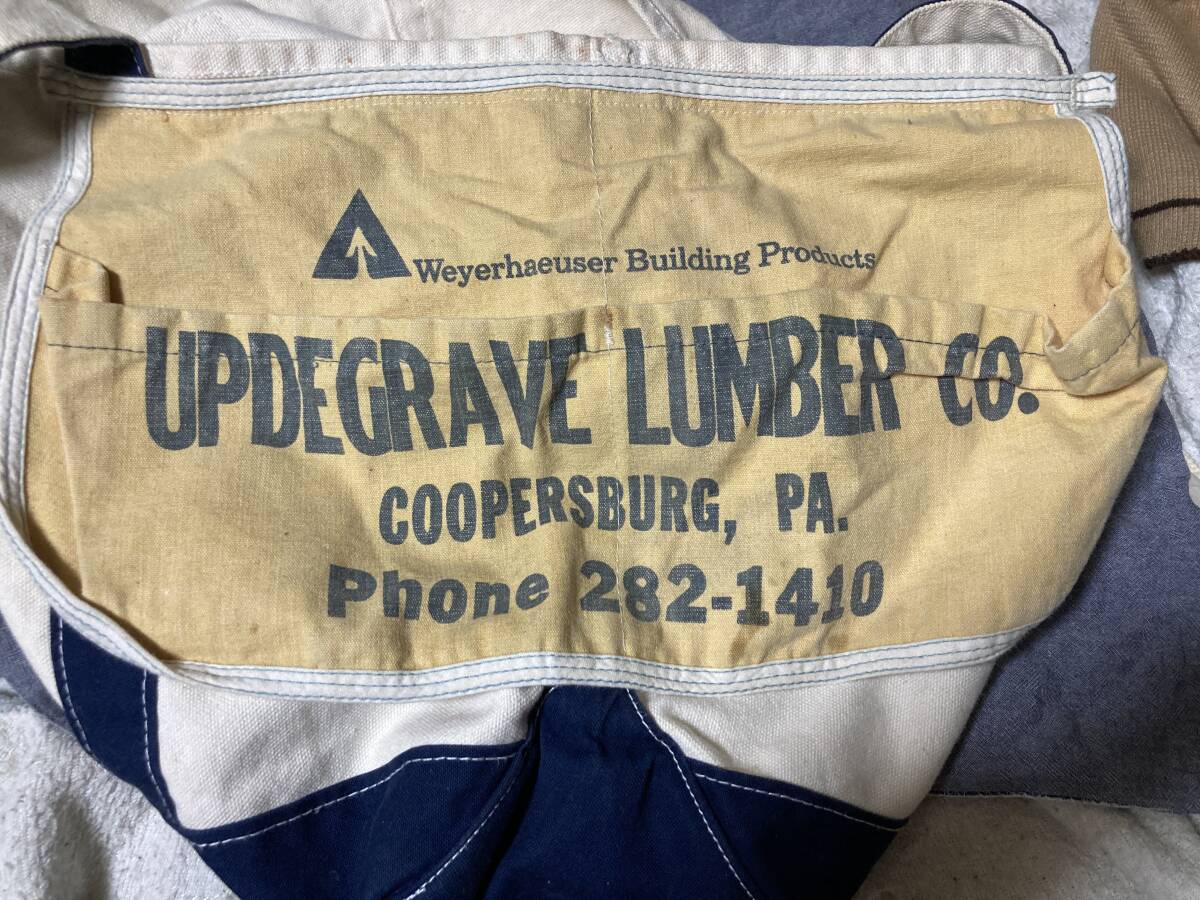 Weyerhaeuser Building Products
UPDEGRAVE LUMBER CO.
COOPERSBURG, PA.
Phone 282-1410